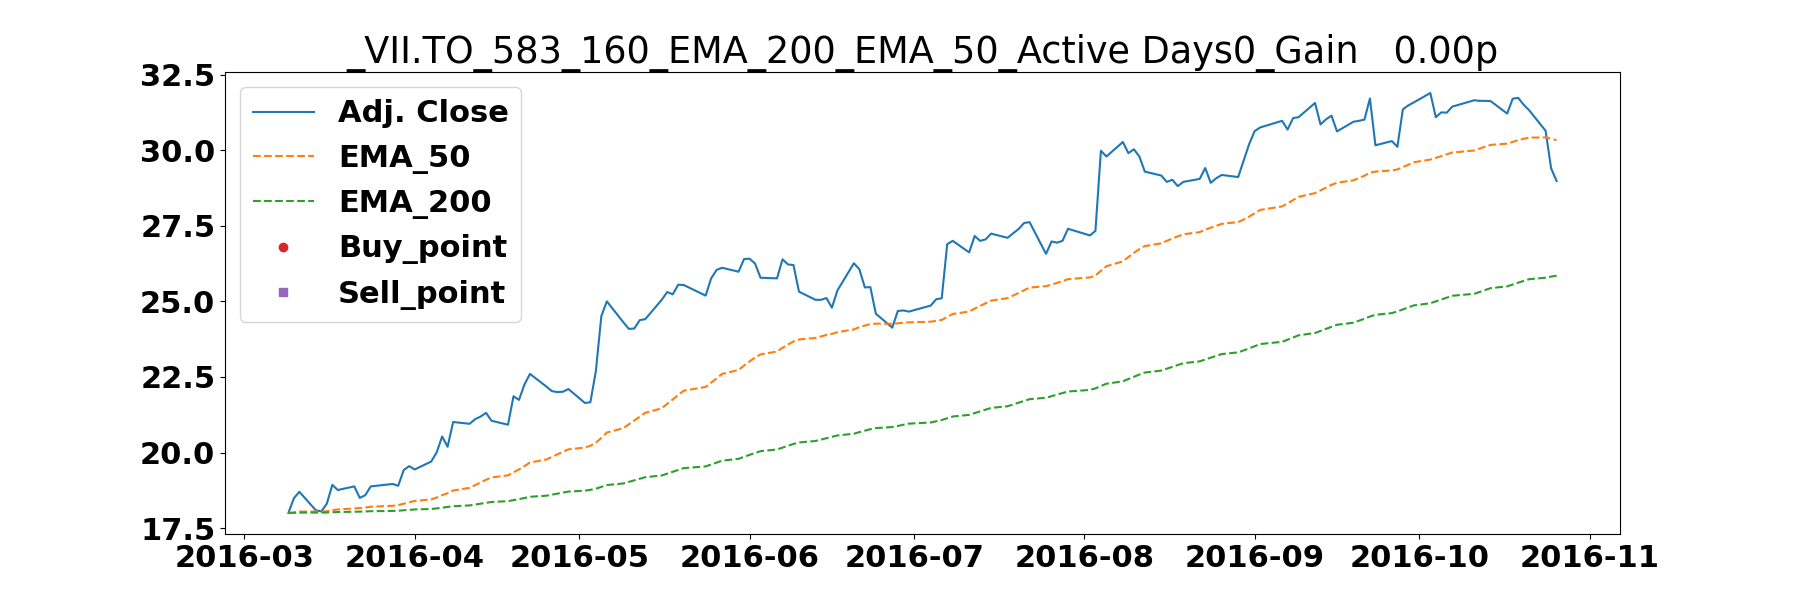 _VII.TO_583_160_EMA_200_EMA_50_Active Days0_Gain   0.00p
32.5
30.0
27.5
25.0
22.5
20.0
17.5
Adj. Close
EMA_50
EMA_200
Buy_point
Sell_point
2016-03 2016-04 2016-05 2016-06 2016-07 2016-08 2016-09 2016-10 2016-11